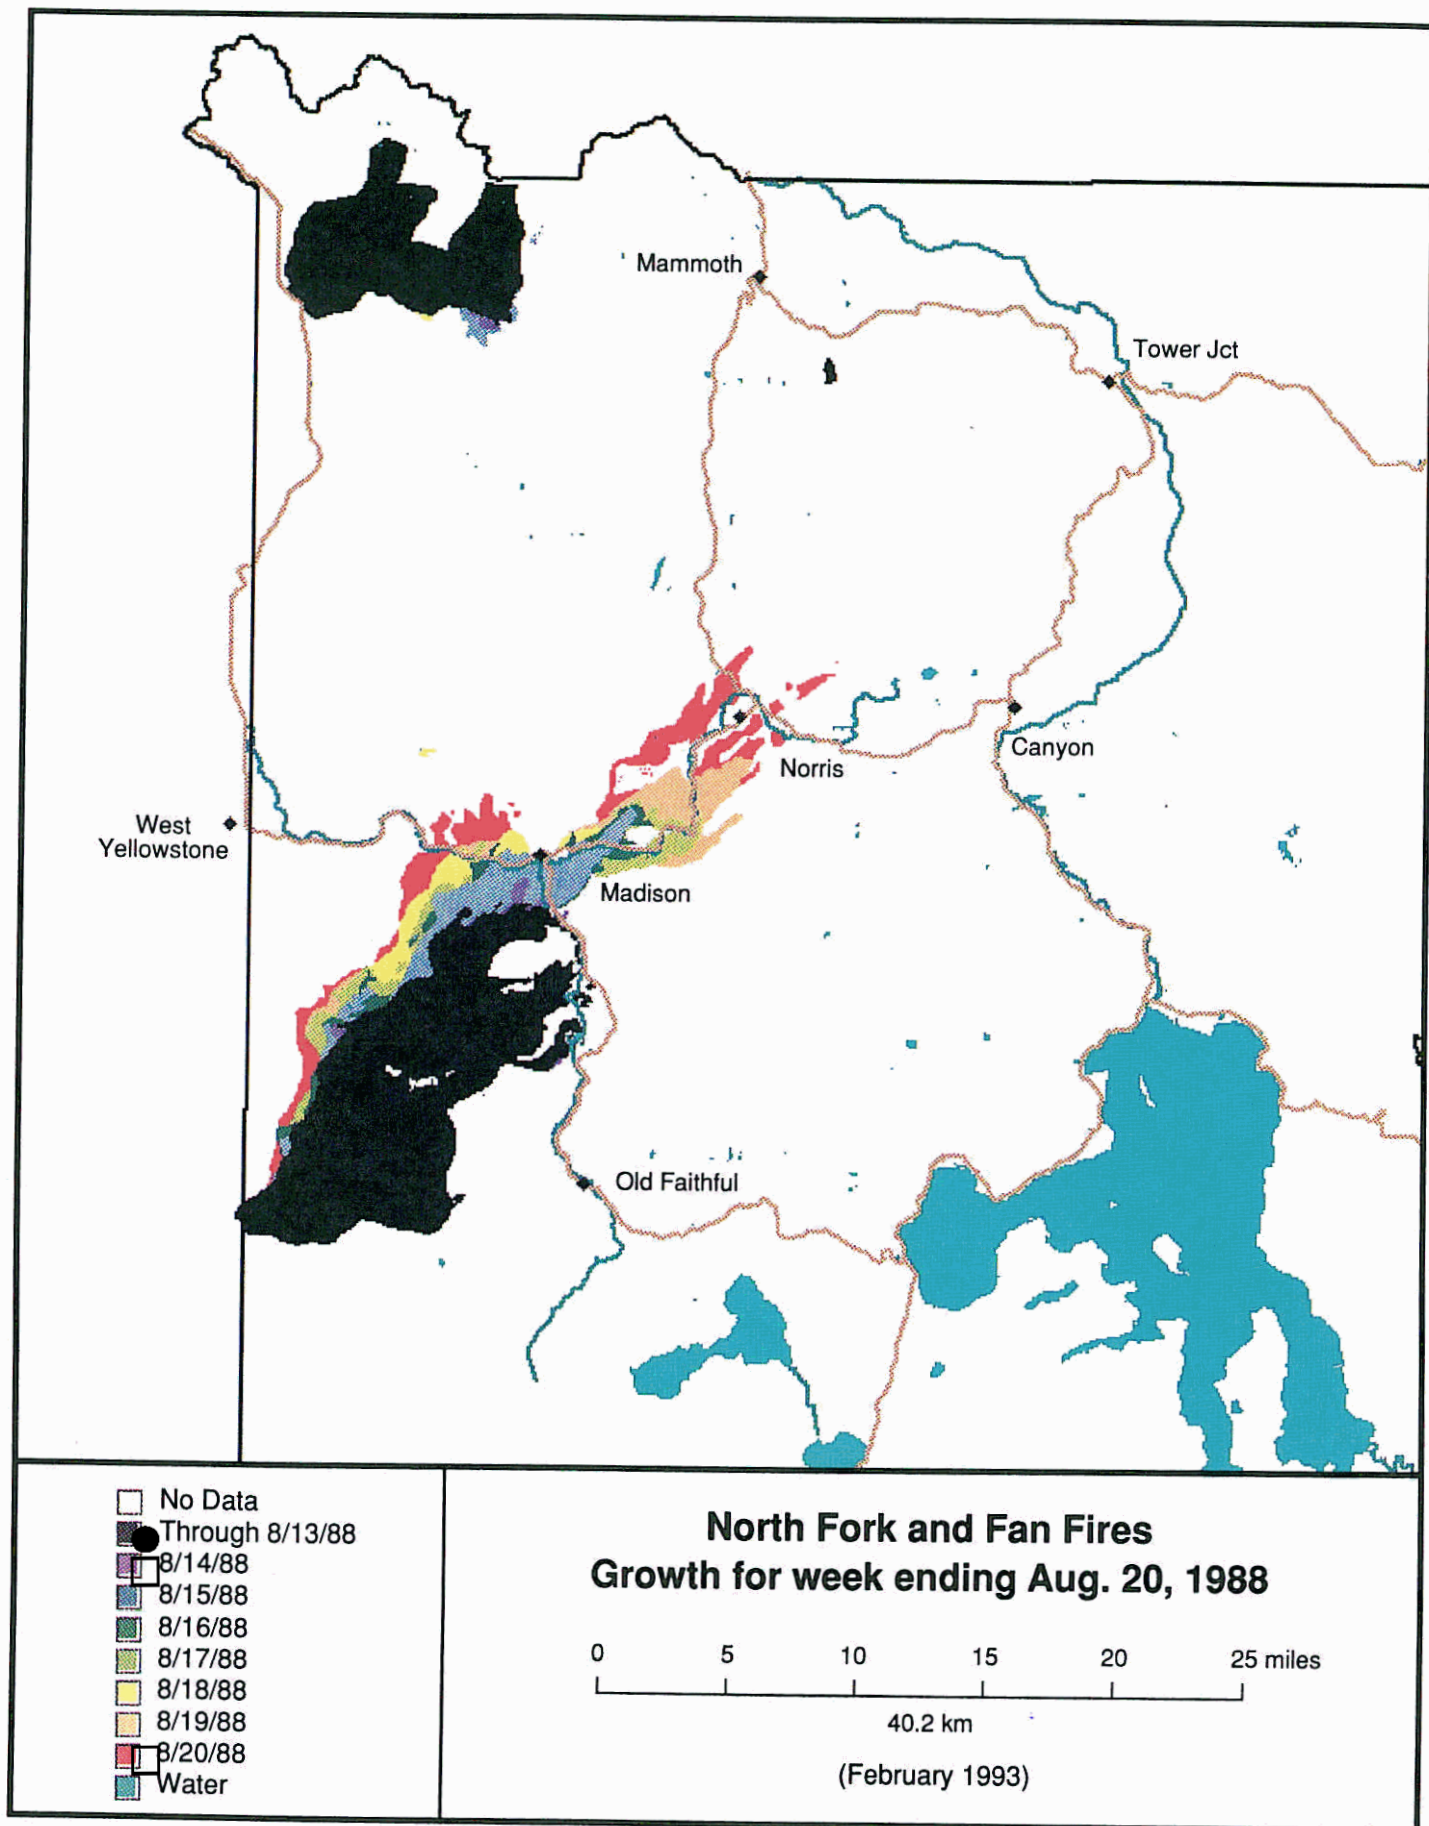 Mammoth
Tower Jct
Norris
Canyon
West
Yellowstone
Madison
Old Faithful
No Data
Through 8/13/88
8/14/88
8/15/88
8/16/88
8/17/88
8/18/88
8/19/88
8/20/88
Water
North Fork and Fan Fires
Growth for week ending Aug. 20, 1988
0 5 10 15 20 25 miles
40.2 km
(February 1993)